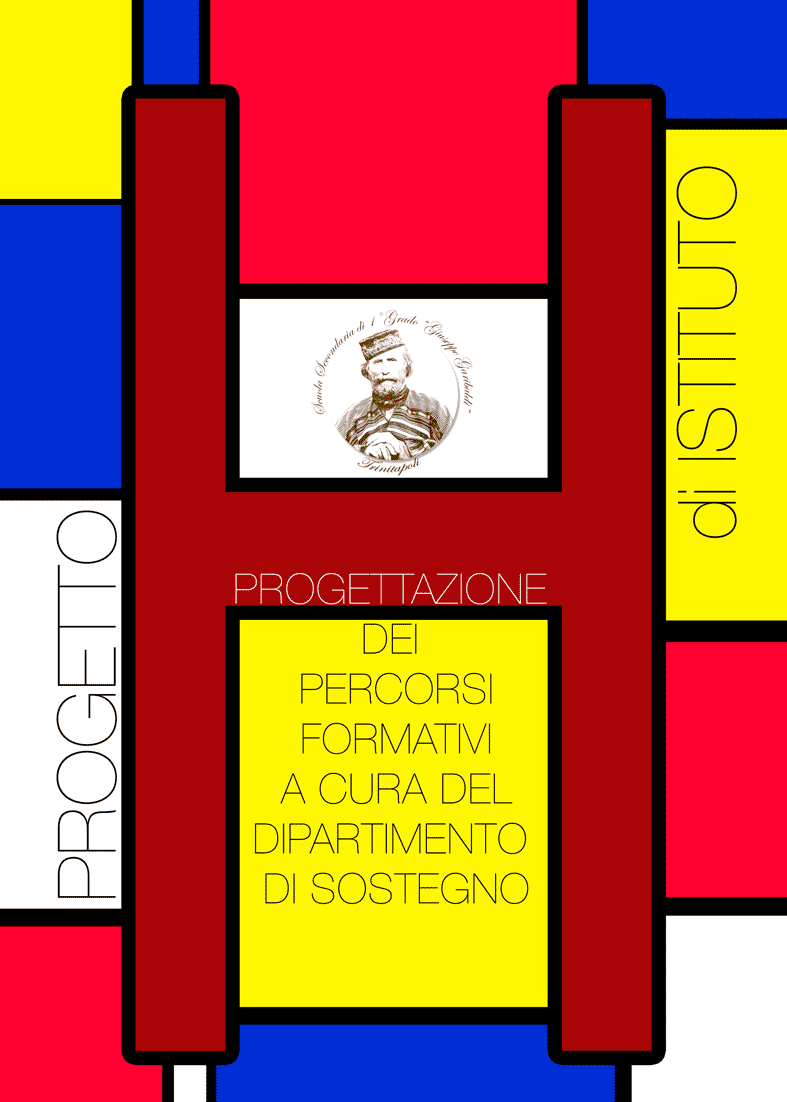 PROGETTO
H
di ISTITUTO
Scuola Secondaria di 1° Grado "Giuseppe Garibaldi"
Trinitapoli
PROGETTAZIONE
DEI
PERCORSI
FORMATIVI
A CURA DEL
DIPARTIMENTO
DI SOSTEGNO